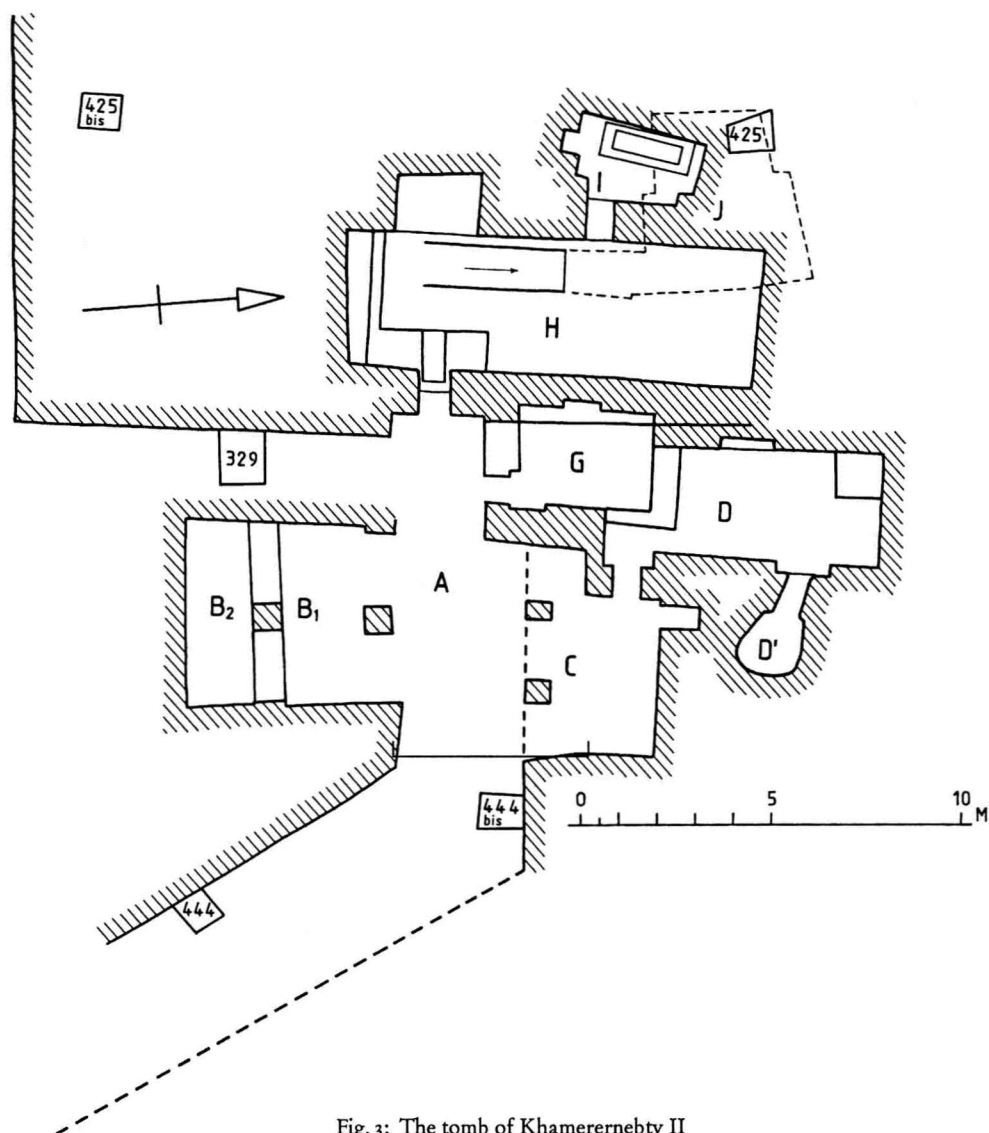 425
bis
425
I
J
H
329
G
D
A
B₂
B₁
C
D'
0 5 10 M
444
bis
444
Fig. 3: The tomb of Khamerernebty II